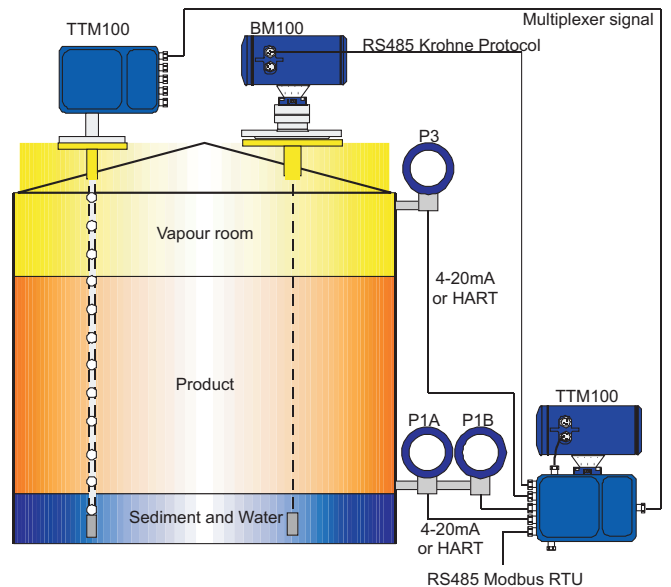 Multiplexer signal
TTM100
BM100
RS485 Krohne Protocol
P3
Vapour room
4-20mA
or HART
Product
TTM100
P1A
P1B
Sediment and Water
4-20mA
or HART
RS485 Modbus RTU